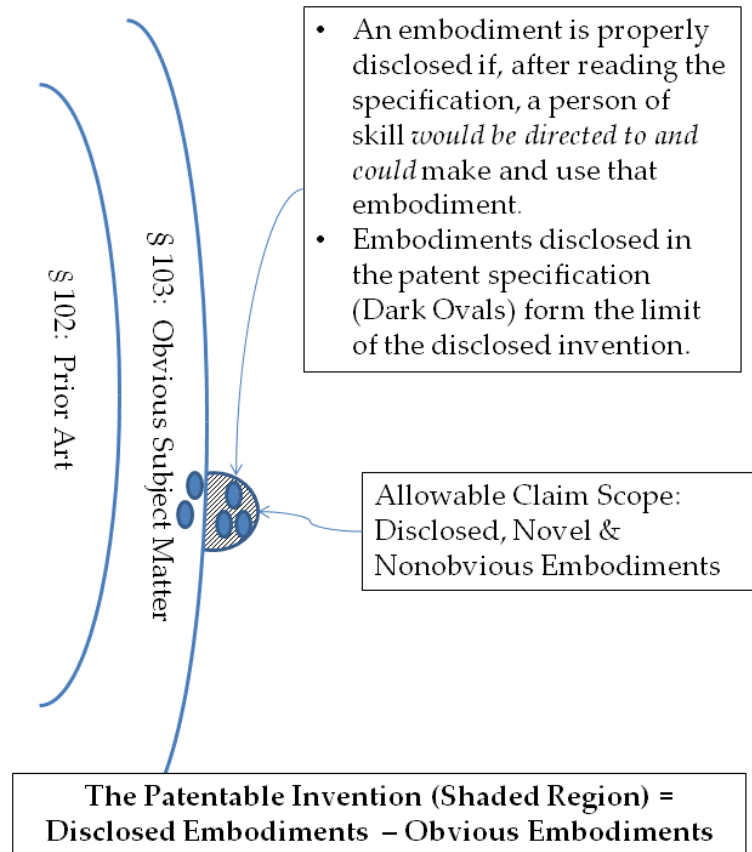 • An embodiment is properly
disclosed if, after reading the
specification, a person of
skill would be directed to and
could make and use that
embodiment.
• Embodiments disclosed in
the patent specification
(Dark Ovals) form the limit
of the disclosed invention.
§ 102: Prior Art
§ 103: Obvious Subject Matter
Allowable Claim Scope:
Disclosed, Novel &
Nonobvious Embodiments
The Patentable Invention (Shaded Region) =
Disclosed Embodiments – Obvious Embodiments